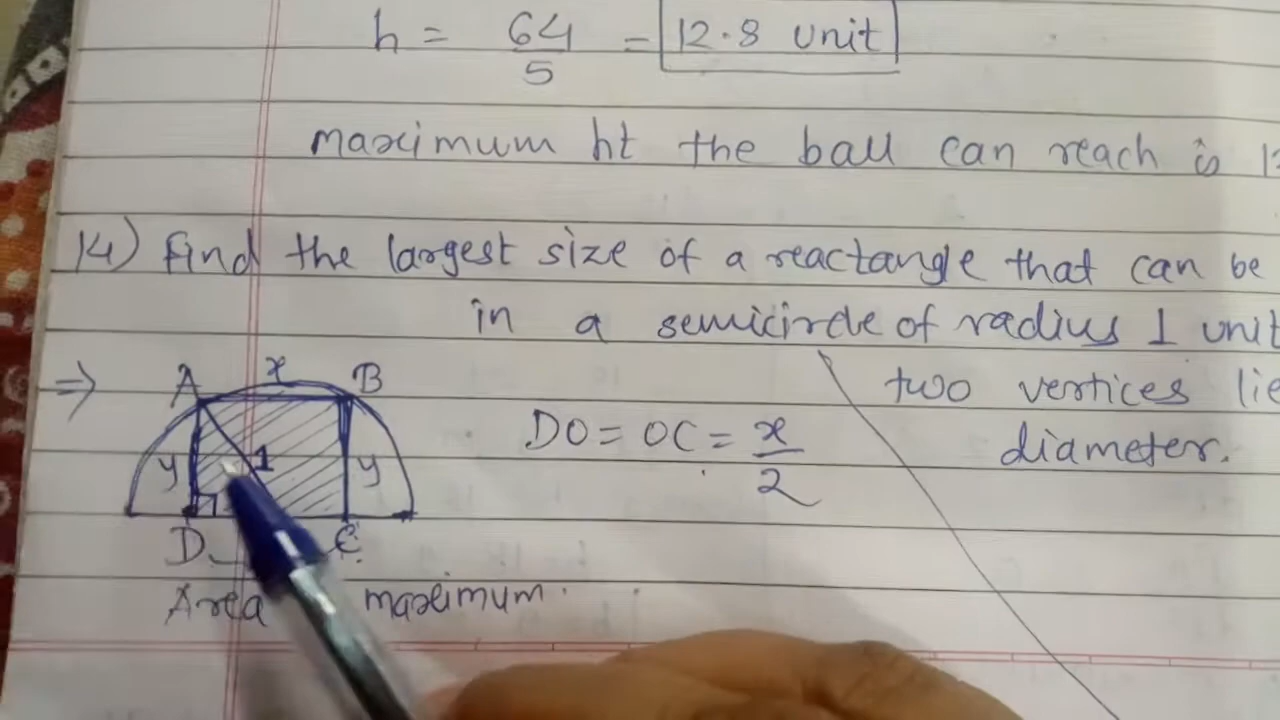 h = 64/5 = 12.8 unit
maximum ht the ball can reach is
14) Find the largest size of a reactangle that can be
in a semicircle of radius 1 unit
two vertices lie
diameter.
⇒ A x B
DO = OC = x/2
y 1 y
D C
Area maximum.